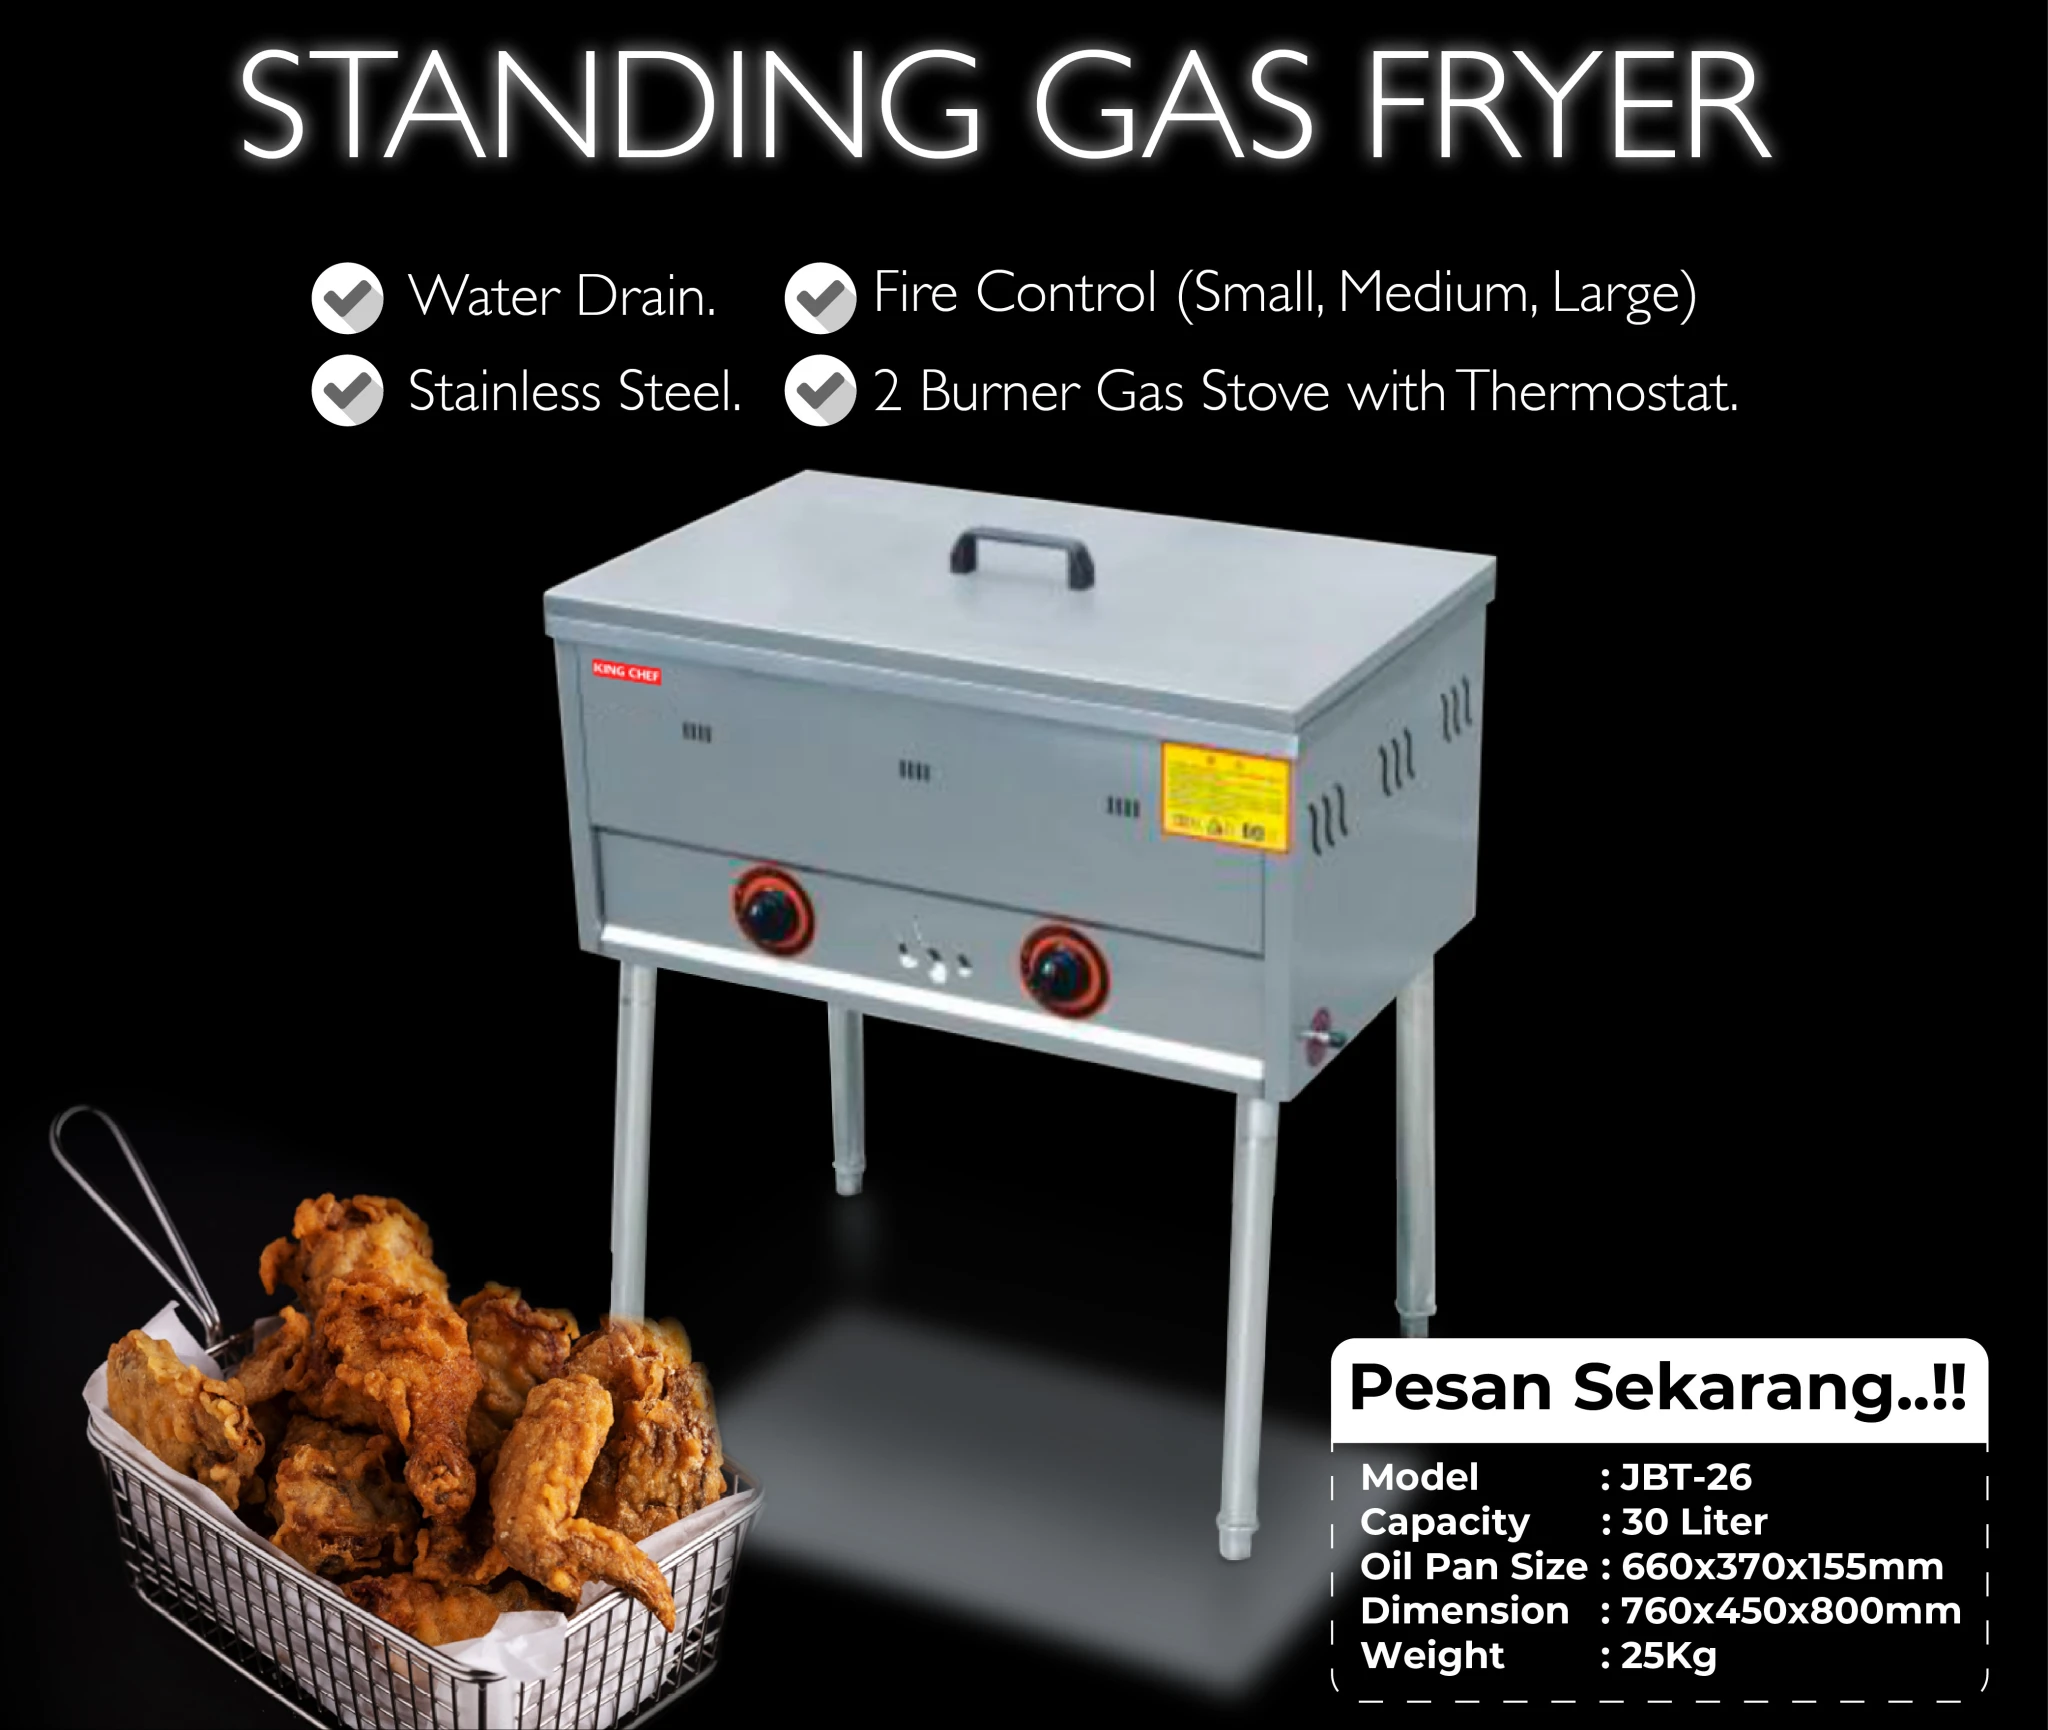 STANDING GAS FRYER
Water Drain.
Fire Control (Small, Medium, Large)
Stainless Steel.
2 Burner Gas Stove with Thermostat.
KING CHEF
Pesan Sekarang..!!
Model : JBT-26
Capacity : 30 Liter
Oil Pan Size : 660x370x155mm
Dimension : 760x450x800mm
Weight : 25Kg